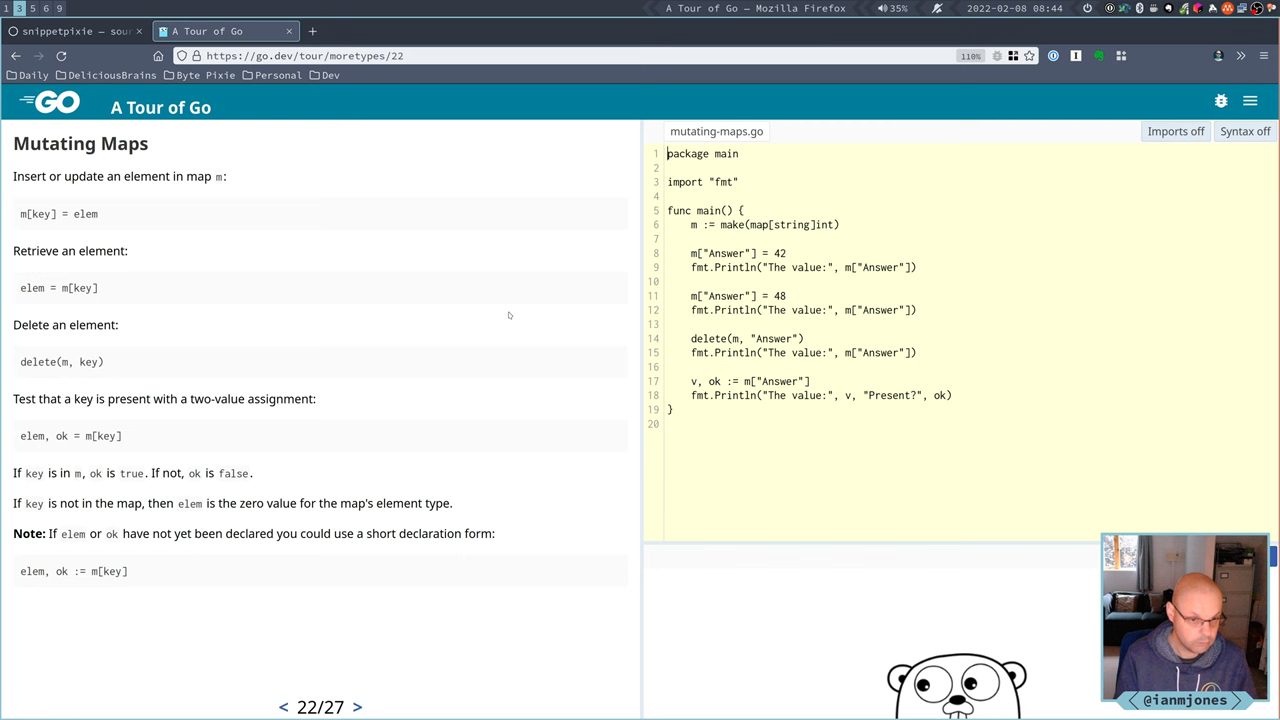 1 3 5 6 9
A Tour of Go — Mozilla Firefox
35%
2022-02-08 08:44
snippetpixie — sour
A Tour of Go
https://go.dev/tour/moretypes/22
110%
Daily
DeliciousBrains
Byte Pixie
Personal
Dev
GO
A Tour of Go
Mutating Maps
Insert or update an element in map m:
m[key] = elem
Retrieve an element:
elem = m[key]
Delete an element:
delete(m, key)
Test that a key is present with a two-value assignment:
elem, ok = m[key]
If key is in m, ok is true. If not, ok is false.
If key is not in the map, then elem is the zero value for the map's element type.
Note: If elem or ok have not yet been declared you could use a short declaration form:
elem, ok := m[key]
< 22/27 >
mutating-maps.go
Imports off
Syntax off
1 package main
2
3 import "fmt"
4
5 func main() {
6 m := make(map[string]int)
7
8 m["Answer"] = 42
9 fmt.Println("The value:", m["Answer"])
10
11 m["Answer"] = 48
12 fmt.Println("The value:", m["Answer"])
13
14 delete(m, "Answer")
15 fmt.Println("The value:", m["Answer"])
16
17 v, ok := m["Answer"]
18 fmt.Println("The value:", v, "Present?", ok)
19 }
20
@ianmjones